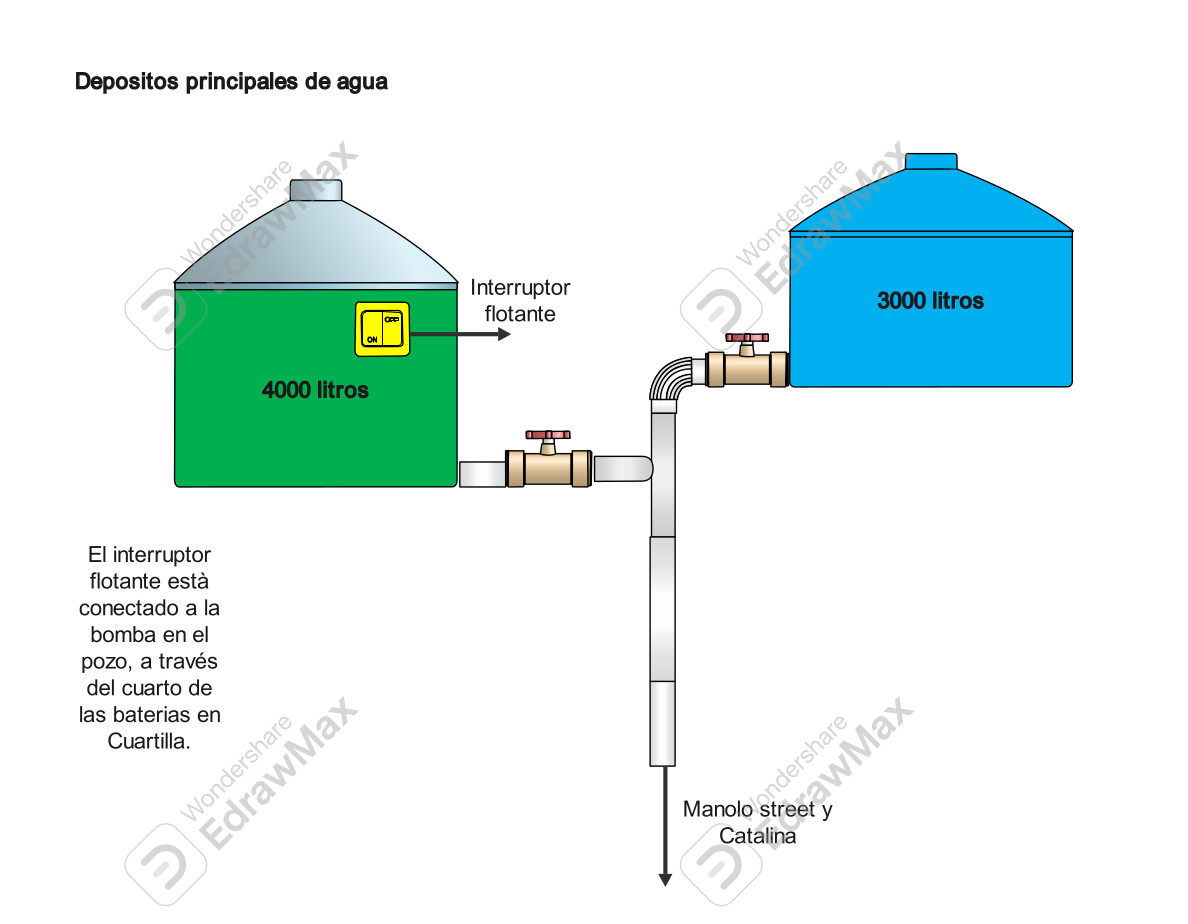 Depositos principales de agua
Wondershare
EdrawMax
Wondershare
EdrawMax
Interruptor
flotante
OFF
ON
3000 litros
4000 litros
El interruptor
flotante està
conectado a la
bomba en el
pozo, a través
del cuarto de
las baterias en
Cuartilla.
Wondershare
EdrawMax
Wondershare
EdrawMax
Manolo street y
Catalina